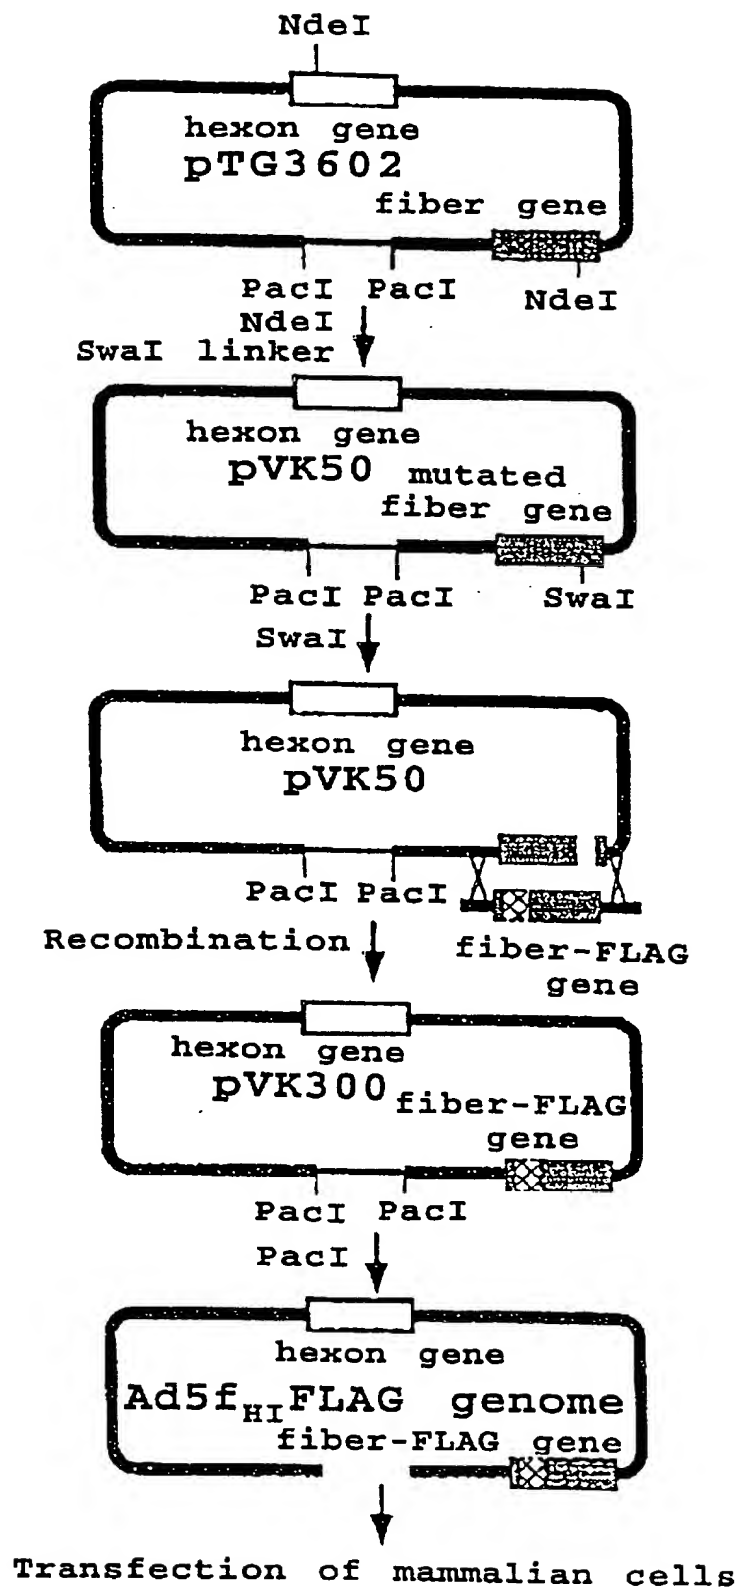 NdeI
hexon gene
pTG3602
fiber gene
PacI PacI
NdeI
NdeI
SwaI linker
hexon gene
pVK50
mutated
fiber gene
PacI PacI
SwaI
SwaI
hexon gene
pVK50
PacI PacI
Recombination
fiber-FLAG
gene
hexon gene
pVK300
fiber-FLAG
gene
PacI PacI
PacI
hexon gene
Ad5fHIFLAG genome
fiber-FLAG gene
Transfection of mammalian cells